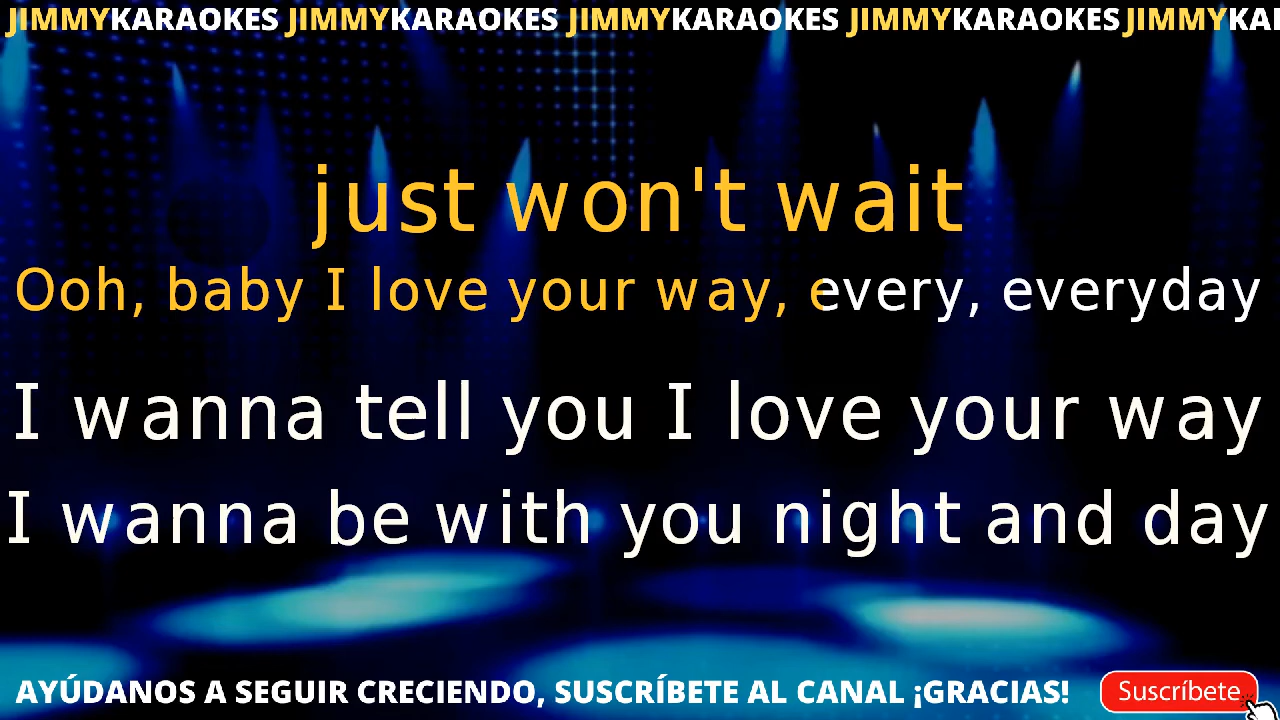 JIMMYKARAOKES JIMMYKARAOKES JIMMYKARAOKES JIMMYKARAOKES JIMMYKA
just won't wait
Ooh, baby I love your way, every, everyday
I wanna tell you I love your way
I wanna be with you night and day
AYÚDANOS A SEGUIR CRECIENDO, SUSCRÍBETE AL CANAL ¡GRACIAS! Suscríbete